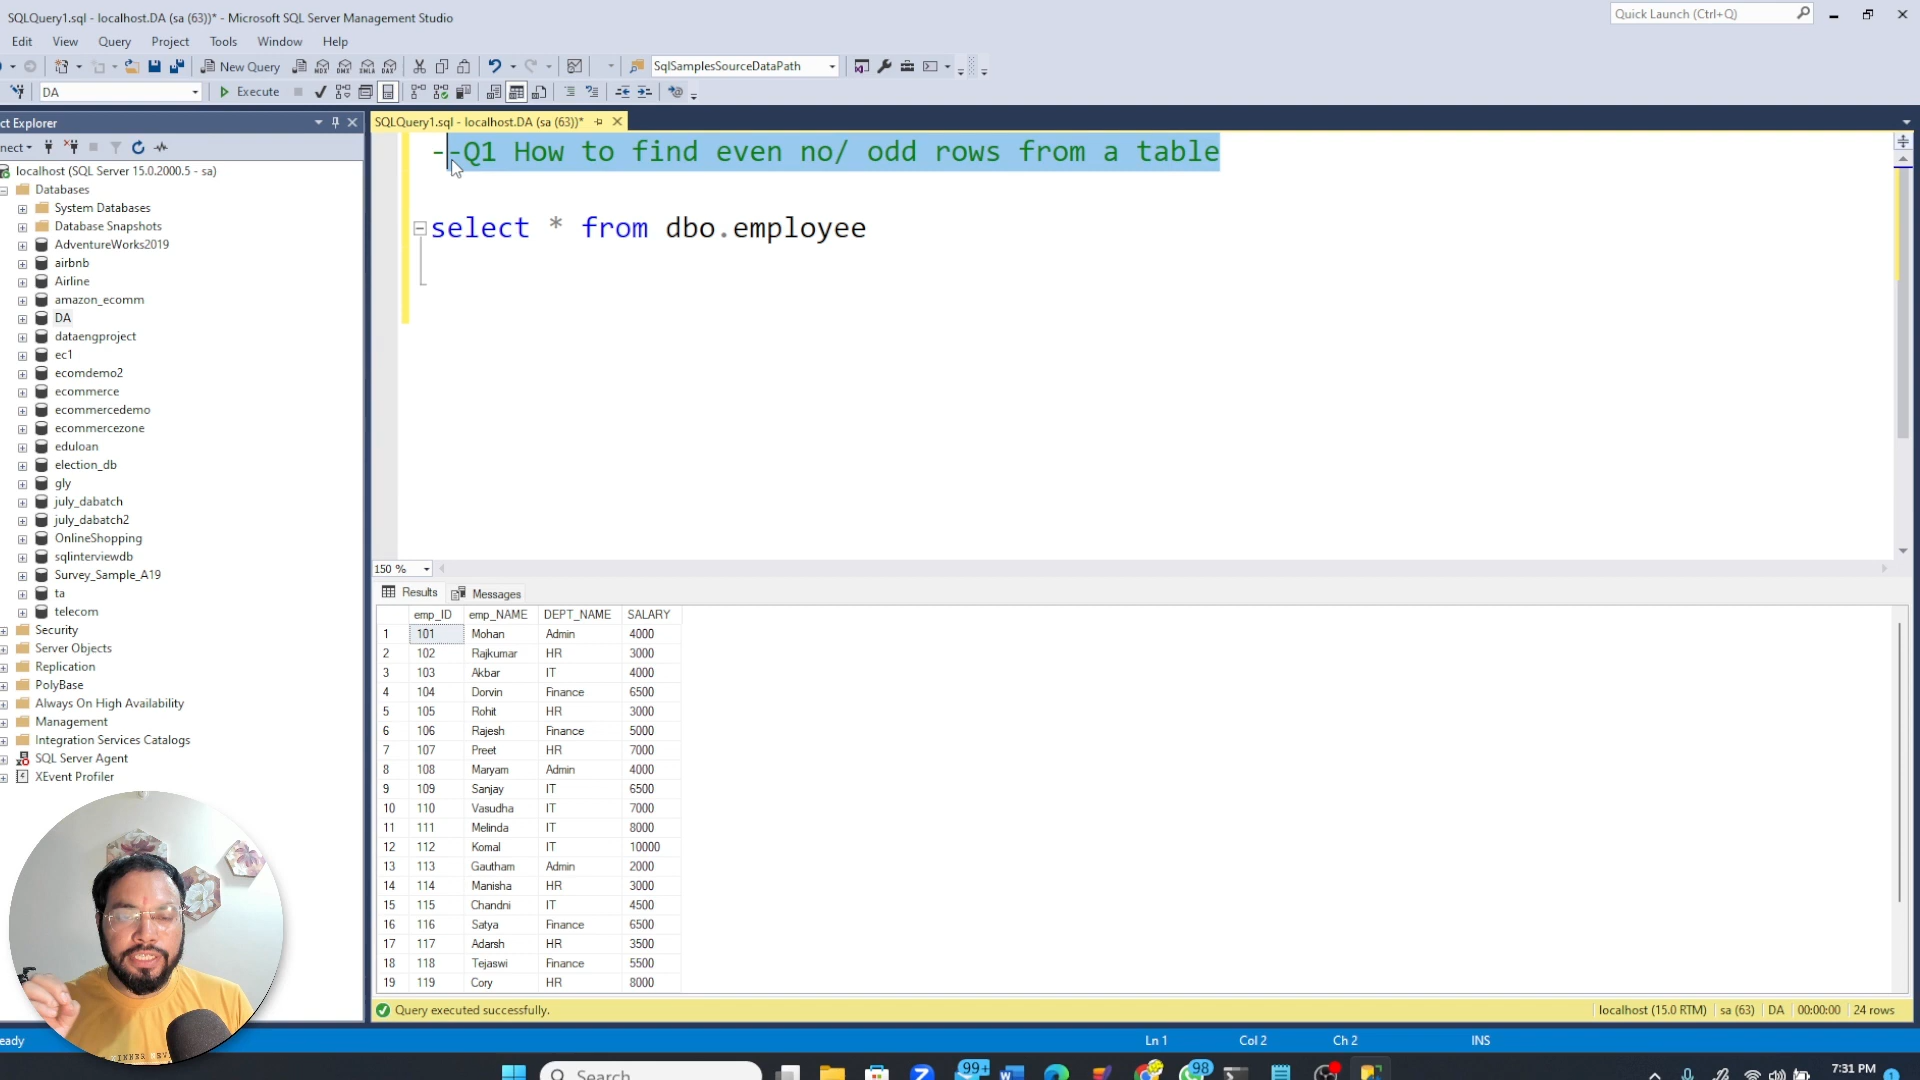 SQLQuery1.sql - localhost.DA (sa (63))* - Microsoft SQL Server Management Studio
Quick Launch (Ctrl+Q)
Edit View Query Project Tools Window Help
New Query
SqlSamplesSourceDataPath
DA
Execute
ct Explorer
SQLQuery1.sql - localhost.DA (sa (63))*
nect
localhost (SQL Server 15.0.2000.5 - sa)
Databases
System Databases
Database Snapshots
AdventureWorks2019
airbnb
Airline
amazon_ecomm
DA
dataengproject
ec1
ecomdemo2
ecommerce
ecommercedemo
ecommercezone
eduloan
election_db
gly
july_dabatch
july_dabatch2
OnlineShopping
sqlinterviewdb
Survey_Sample_A19
ta
telecom
Security
Server Objects
Replication
PolyBase
Always On High Availability
Management
Integration Services Catalogs
SQL Server Agent
XEvent Profiler
--Q1 How to find even no/ odd rows from a table
select * from dbo.employee
150 %
Results Messages
emp_ID emp_NAME DEPT_NAME SALARY
1 101 Mohan Admin 4000
2 102 Rajkumar HR 3000
3 103 Akbar IT 4000
4 104 Dorvin Finance 6500
5 105 Rohit HR 3000
6 106 Rajesh Finance 5000
7 107 Preet HR 7000
8 108 Maryam Admin 4000
9 109 Sanjay IT 6500
10 110 Vasudha IT 7000
11 111 Melinda IT 8000
12 112 Komal IT 10000
13 113 Gautham Admin 2000
14 114 Manisha HR 3000
15 115 Chandni IT 4500
16 116 Satya Finance 6500
17 117 Adarsh HR 3500
18 118 Tejaswi Finance 5500
19 119 Cory HR 8000
Query executed successfully.
localhost (15.0 RTM) sa (63) DA 00:00:00 24 rows
eady
Ln 1 Col 2 Ch 2 INS
Search
99+
98
7:31 PM